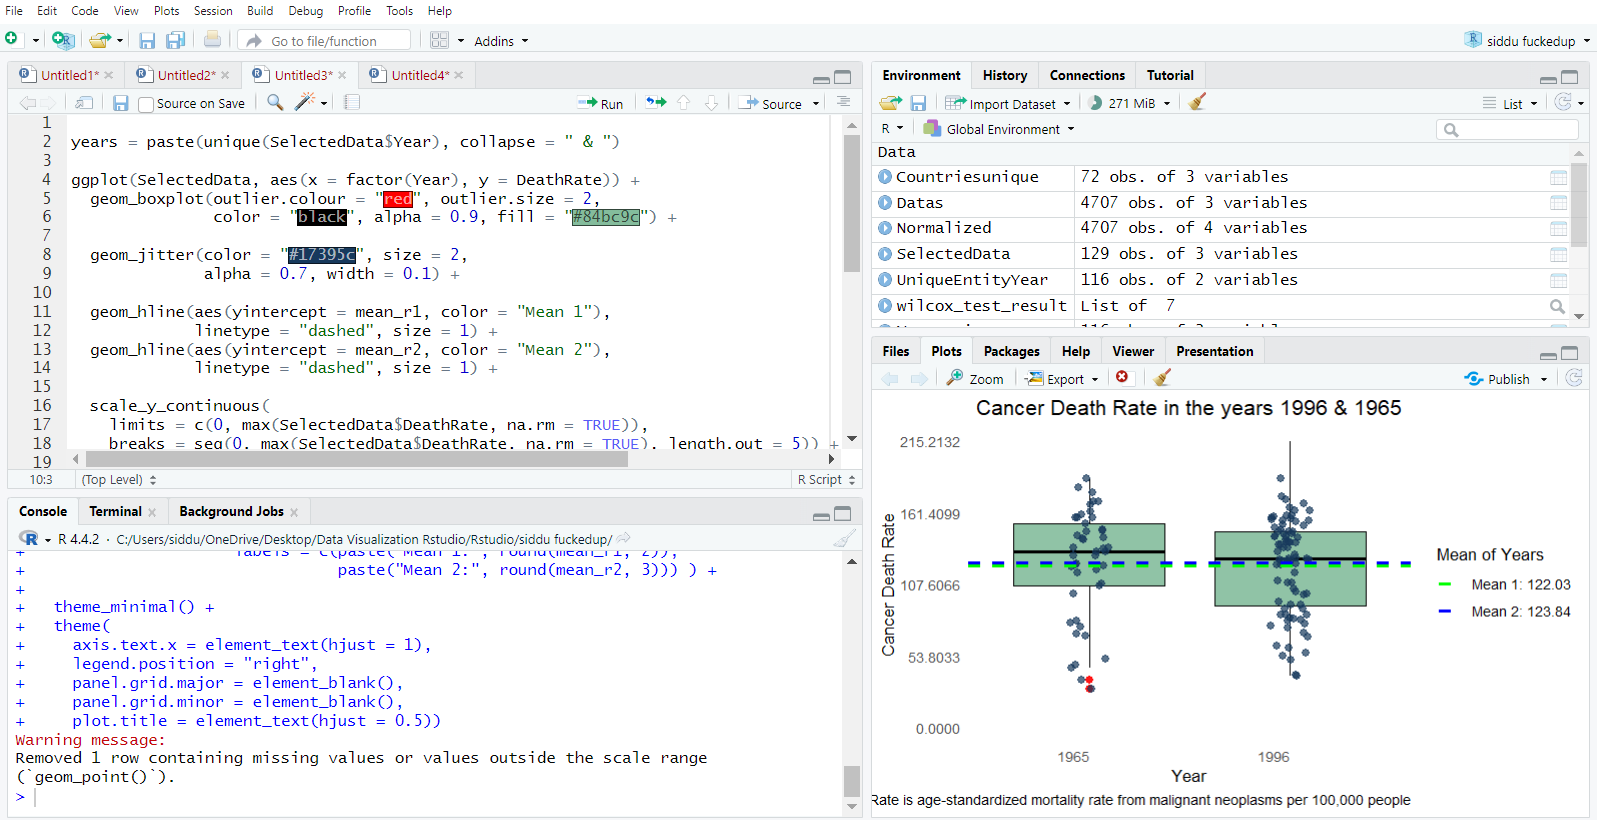 File Edit Code View Plots Session Build Debug Profile Tools Help
Go to file/function Addins siddu fuckedup
Untitled1* Untitled2* Untitled3* Untitled4*
Source on Save Run Source
1
2 years = paste(unique(SelectedData$Year), collapse = " & ")
3
4 ggplot(SelectedData, aes(x = factor(Year), y = DeathRate)) +
5 geom_boxplot(outlier.colour = "red", outlier.size = 2,
6 color = "black", alpha = 0.9, fill = "#84bc9c") +
7
8 geom_jitter(color = "#17395c", size = 2,
9 alpha = 0.7, width = 0.1) +
10
11 geom_hline(aes(yintercept = mean_r1, color = "Mean 1"),
12 linetype = "dashed", size = 1) +
13 geom_hline(aes(yintercept = mean_r2, color = "Mean 2"),
14 linetype = "dashed", size = 1) +
15
16 scale_y_continuous(
17 limits = c(0, max(SelectedData$DeathRate, na.rm = TRUE)),
18 breaks = seq(0, max(SelectedData$DeathRate, na.rm = TRUE), length.out = 5)) +
19
10:3 (Top Level) R Script
Console Terminal Background Jobs
R 4.4.2 · C:/Users/siddu/OneDrive/Desktop/Data Visualization Rstudio/Rstudio/siddu fuckedup/
+ labels = c(paste("Mean 1:", round(mean_r1, 2)),
+ paste("Mean 2:", round(mean_r2, 3))) ) +
+
+ theme_minimal() +
+ theme(
+ axis.text.x = element_text(hjust = 1),
+ legend.position = "right",
+ panel.grid.major = element_blank(),
+ panel.grid.minor = element_blank(),
+ plot.title = element_text(hjust = 0.5))
Warning message:
Removed 1 row containing missing values or values outside the scale range
(`geom_point()`).
>
Environment History Connections Tutorial
Import Dataset 271 MiB List
R Global Environment
Data
Countriesunique 72 obs. of 3 variables
Datas 4707 obs. of 3 variables
Normalized 4707 obs. of 4 variables
SelectedData 129 obs. of 3 variables
UniqueEntityYear 116 obs. of 2 variables
wilcox_test_result List of 7
Files Plots Packages Help Viewer Presentation
Zoom Export Publish
Cancer Death Rate in the years 1996 & 1965
215.2132
161.4099
107.6066
53.8033
0.0000
Cancer Death Rate
1965 1996
Year
Mean of Years
Mean 1: 122.03
Mean 2: 123.84
Rate is age-standardized mortality rate from malignant neoplasms per 100,000 people